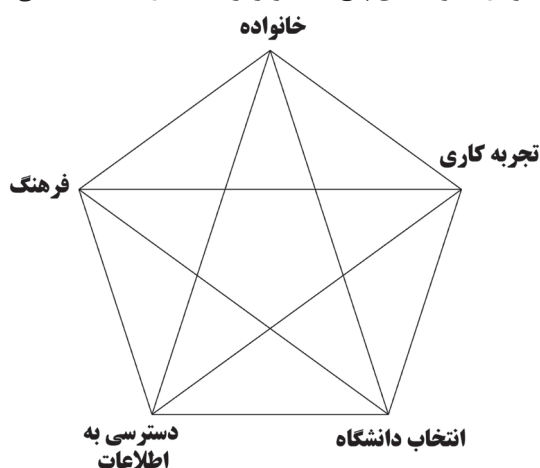 خانواده
تجربه کاری
فرهنگ
دسترسی به
اطلاعات
انتخاب دانشگاه